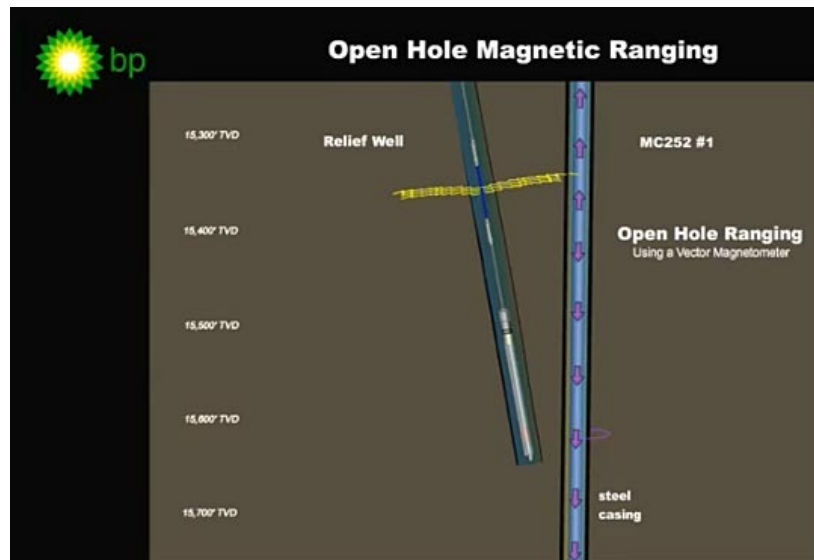 bp
Open Hole Magnetic Ranging
15,300' TVD
Relief Well
MC252 #1
15,400' TVD
Open Hole Ranging
Using a Vector Magnetometer
15,500' TVD
15,600' TVD
steel
casing
15,700' TVD